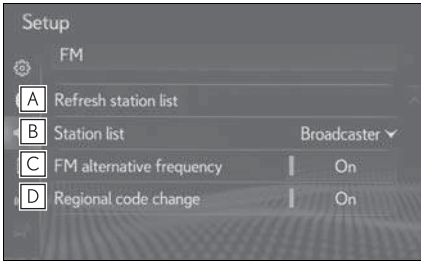 Setup
FM
A Refresh station list
B Station list Broadcaster
C FM alternative frequency On
D Regional code change On